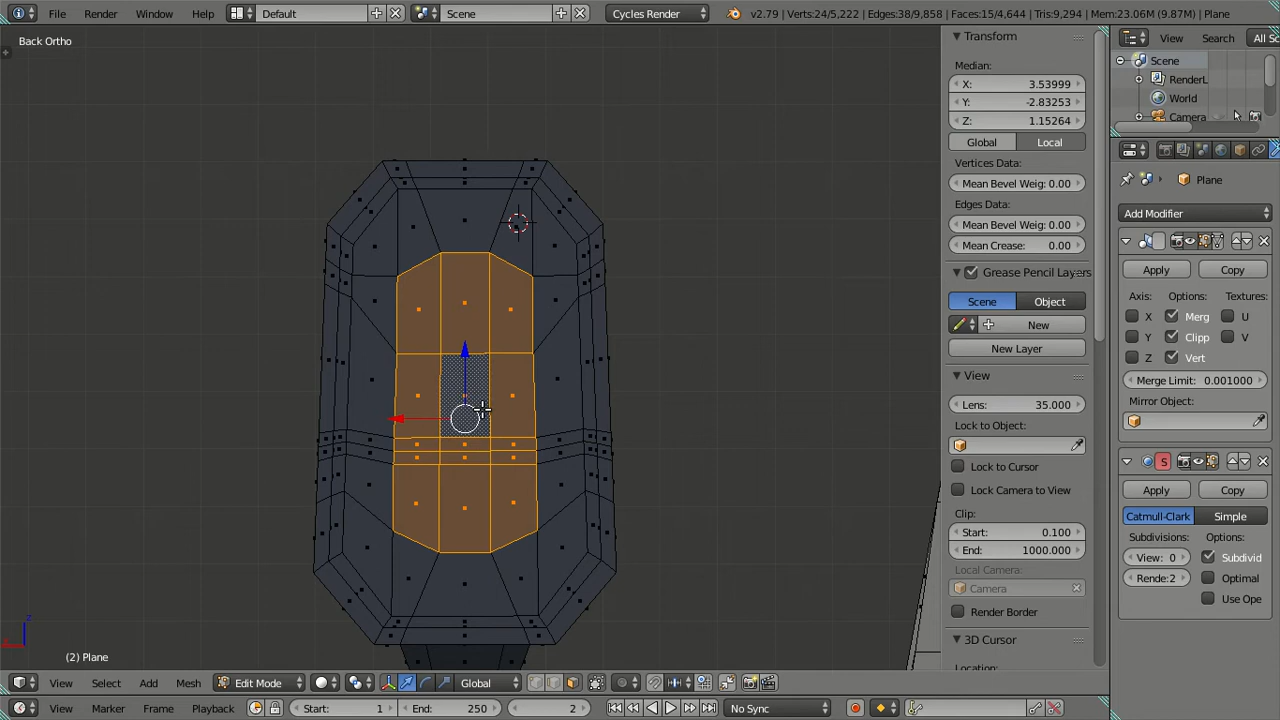 File Render Window Help Default Scene Cycles Render v2.79 | Verts:24/5,222 | Edges:38/9,858 | Faces:15/4,644 | Tris:9,294 | Mem:23.06M (9.87M) | Plane
Back Ortho
Transform
Median:
X: 3.53999
Y: -2.83253
Z: 1.15264
Global Local
Vertices Data:
Mean Bevel Weig: 0.00
Edges Data:
Mean Bevel Weig: 0.00
Mean Crease: 0.00
Grease Pencil Layers
Scene Object
New
New Layer
View
Lens: 35.000
Lock to Object:
Lock to Cursor
Lock Camera to View
Clip:
Start: 0.100
End: 1000.000
Local Camera:
Camera
Render Border
3D Cursor
Location:
View Search All Sc
Scene
RenderL
World
Camera
Plane
Add Modifier
Apply Copy
Axis: Options: Textures:
X Merg U
Y Clipp V
Z Vert
Merge Limit: 0.001000
Mirror Object:
S
Apply Copy
Catmull-Clark Simple
Subdivisions: Options:
View: 0 Subdivid
Rende:2 Optimal
Use Ope
z
(2) Plane
View Select Add Mesh Edit Mode Global
View Marker Frame Playback Start: 1 End: 250 2 No Sync